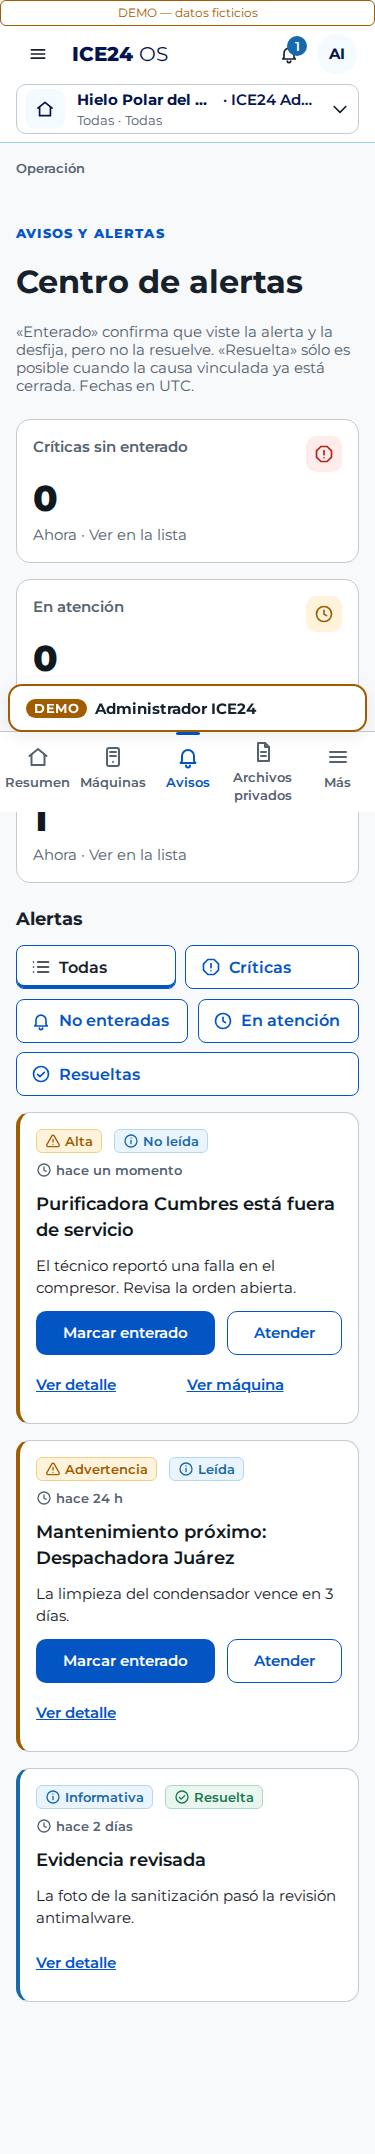 DEMO — datos ficticios
ICE24 OS
1
AI
Hielo Polar del ... · ICE24 Ad...
Todas · Todas
Operación
AVISOS Y ALERTAS
Centro de alertas
«Enterado» confirma que viste la alerta y la
desfija, pero no la resuelve. «Resuelta» sólo es
posible cuando la causa vinculada ya está
cerrada. Fechas en UTC.
Críticas sin enterado
0
Ahora · Ver en la lista
En atención
0
DEMO Administrador ICE24
Resumen
Máquinas
Avisos
Archivos
privados
Más
Ahora · Ver en la lista
Alertas
Todas
Críticas
No enteradas
En atención
Resueltas
Alta
No leída
hace un momento
Purificadora Cumbres está fuera
de servicio
El técnico reportó una falla en el
compresor. Revisa la orden abierta.
Marcar enterado
Atender
Ver detalle
Ver máquina
Advertencia
Leída
hace 24 h
Mantenimiento próximo:
Despachadora Juárez
La limpieza del condensador vence en 3
días.
Marcar enterado
Atender
Ver detalle
Informativa
Resuelta
hace 2 días
Evidencia revisada
La foto de la sanitización pasó la revisión
antimalware.
Ver detalle